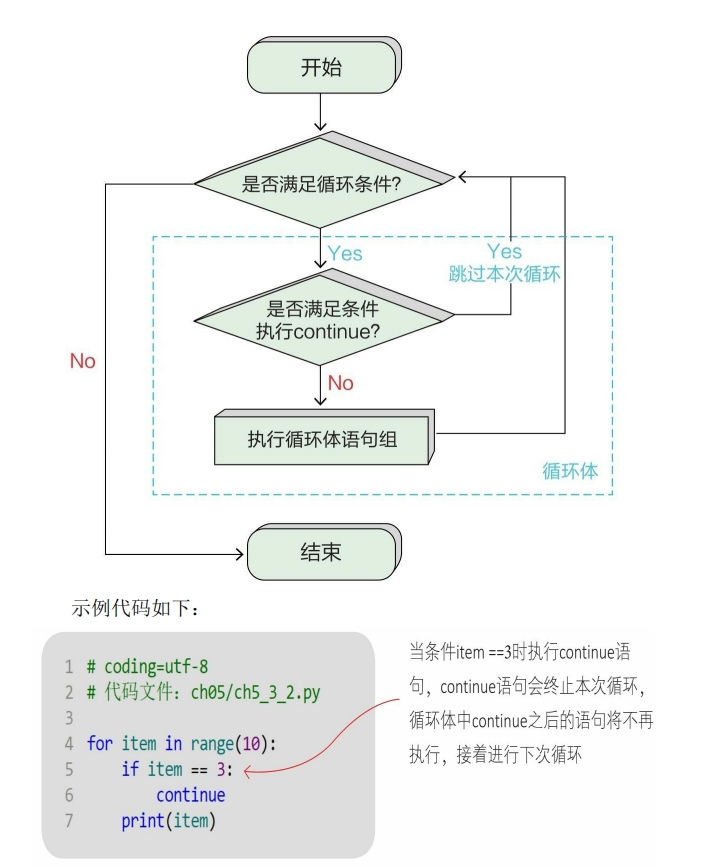 开始
是否满足循环条件?
Yes
Yes
跳过本次循环
是否满足条件
执行continue?
No
No
执行循环体语句组
循环体
结束
示例代码如下：
1 # coding=utf-8
2 # 代码文件：ch05/ch5_3_2.py
3
4 for item in range(10):
5     if item == 3:
6         continue
7     print(item)
当条件item ==3时执行continue语
句，continue语句会终止本次循环，
循环体中continue之后的语句将不再
执行，接着进行下次循环